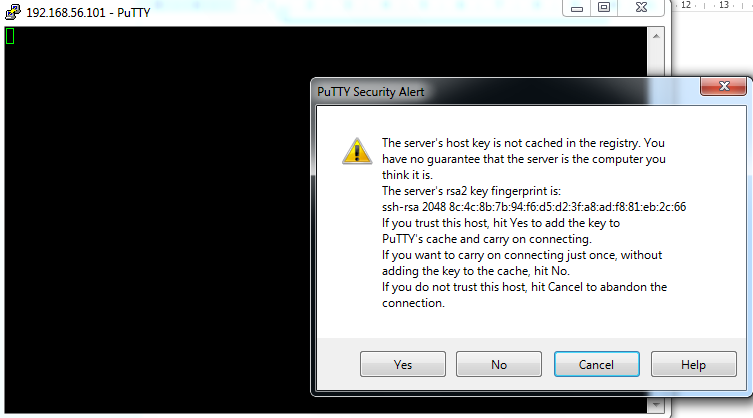 192.168.56.101 - PuTTY
12 13
PuTTY Security Alert
The server's host key is not cached in the registry. You
have no guarantee that the server is the computer you
think it is.
The server's rsa2 key fingerprint is:
ssh-rsa 2048 8c:4c:8b:7b:94:f6:d5:d2:3f:a8:ad:f8:81:eb:2c:66
If you trust this host, hit Yes to add the key to
PuTTY's cache and carry on connecting.
If you want to carry on connecting just once, without
adding the key to the cache, hit No.
If you do not trust this host, hit Cancel to abandon the
connection.
Yes No Cancel Help